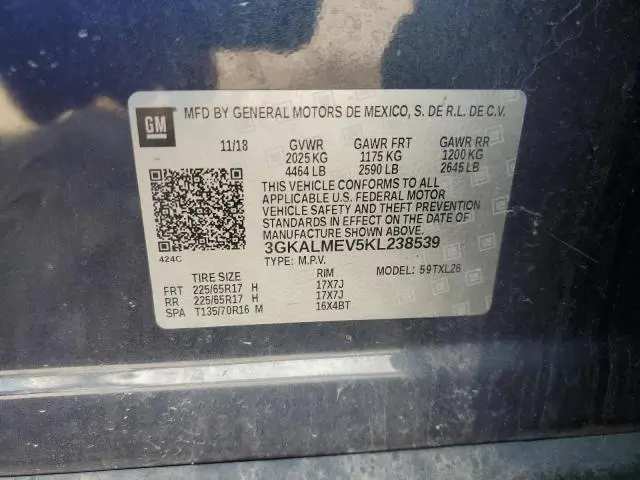 GM
MFD BY GENERAL MOTORS DE MEXICO, S. DE R.L. DE C.V.
11/18 GVWR GAWR FRT GAWR RR
2025 KG 1175 KG 1200 KG
4464 LB 2590 LB 2645 LB
THIS VEHICLE CONFORMS TO ALL
APPLICABLE U.S. FEDERAL MOTOR
VEHICLE SAFETY AND THEFT PREVENTION
STANDARDS IN EFFECT ON THE DATE OF
MANUFACTURE SHOWN ABOVE.
424C
3GKALMEV5KL238539
TYPE: M.P.V. MODEL: 59TXL26
TIRE SIZE RIM
FRT 225/65R17 H 17X7J
RR 225/65R17 H 17X7J
SPA T135/70R16 M 16X4BT